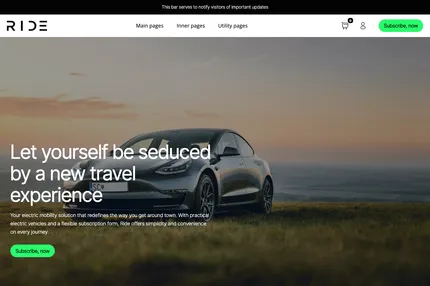 This bar serves to notify visitors of important updates
RIDE
Main pages
Inner pages
Utility pages
0
Subscribe, now
Let yourself be seduced
by a new travel
experience
Your electric mobility solution that redefines the way you get around town. With practical
electric vehicles and a flexible subscription form, Ride offers simplicity and convenience
on every journey.
Subscribe, now